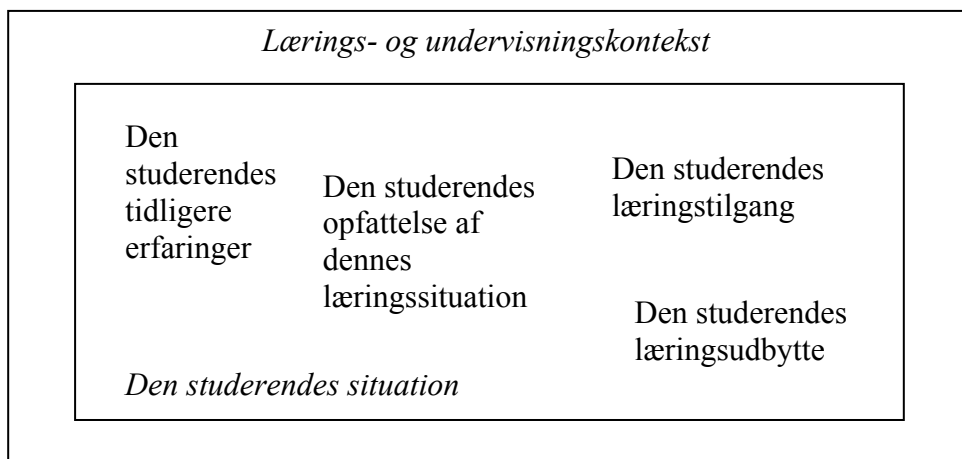 Lærings- og undervisningskontekst
Den
studerendes
tidligere
erfaringer
Den studerendes
opfattelse af
dennes
læringssituation
Den studerendes
læringstilgang
Den studerendes
læringsudbytte
Den studerendes situation